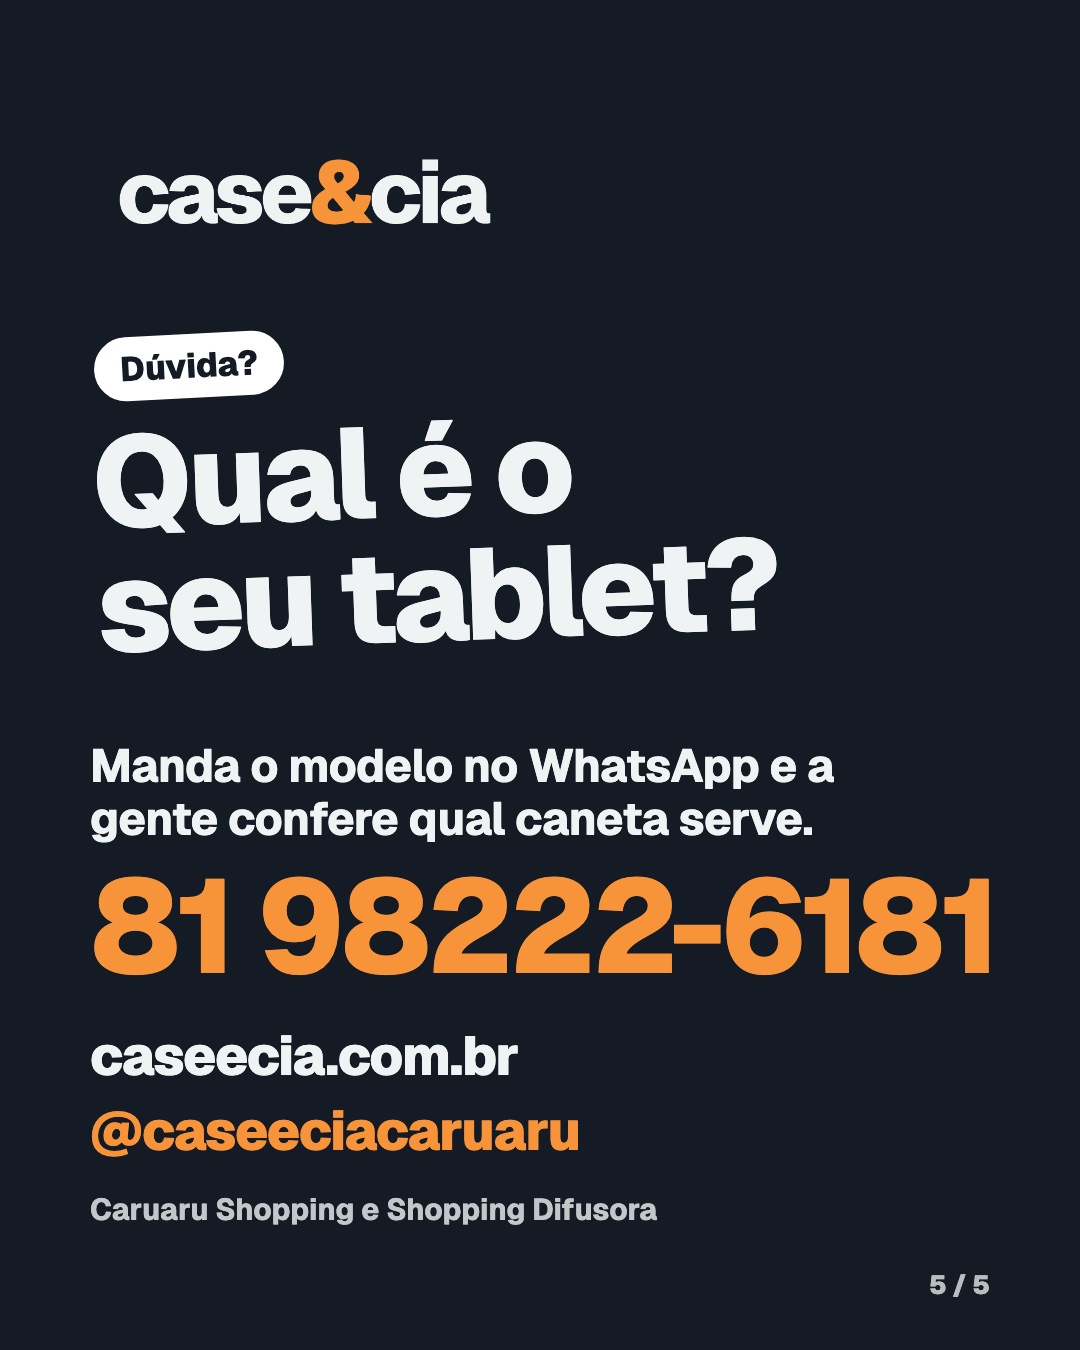 case&cia
Dúvida?
Qual é o
seu tablet?
Manda o modelo no WhatsApp e a
gente confere qual caneta serve.
81 98222-6181
caseecia.com.br
@caseeciacaruaru
Caruaru Shopping e Shopping Difusora
5 / 5